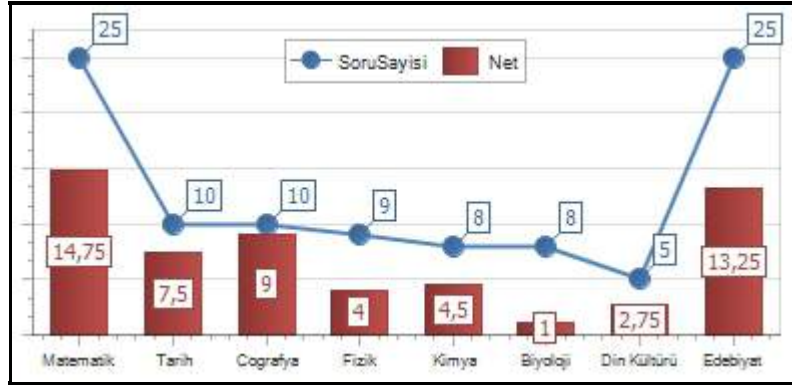 25
25
SoruSayisi
Net
10
10
9
8
8
5
14,75
7,5
9
4
4,5
1
2,75
13,25
Matematik
Tarih
Cografya
Fizik
Kimya
Biyoloji
Din Kültürü
Edebiyat